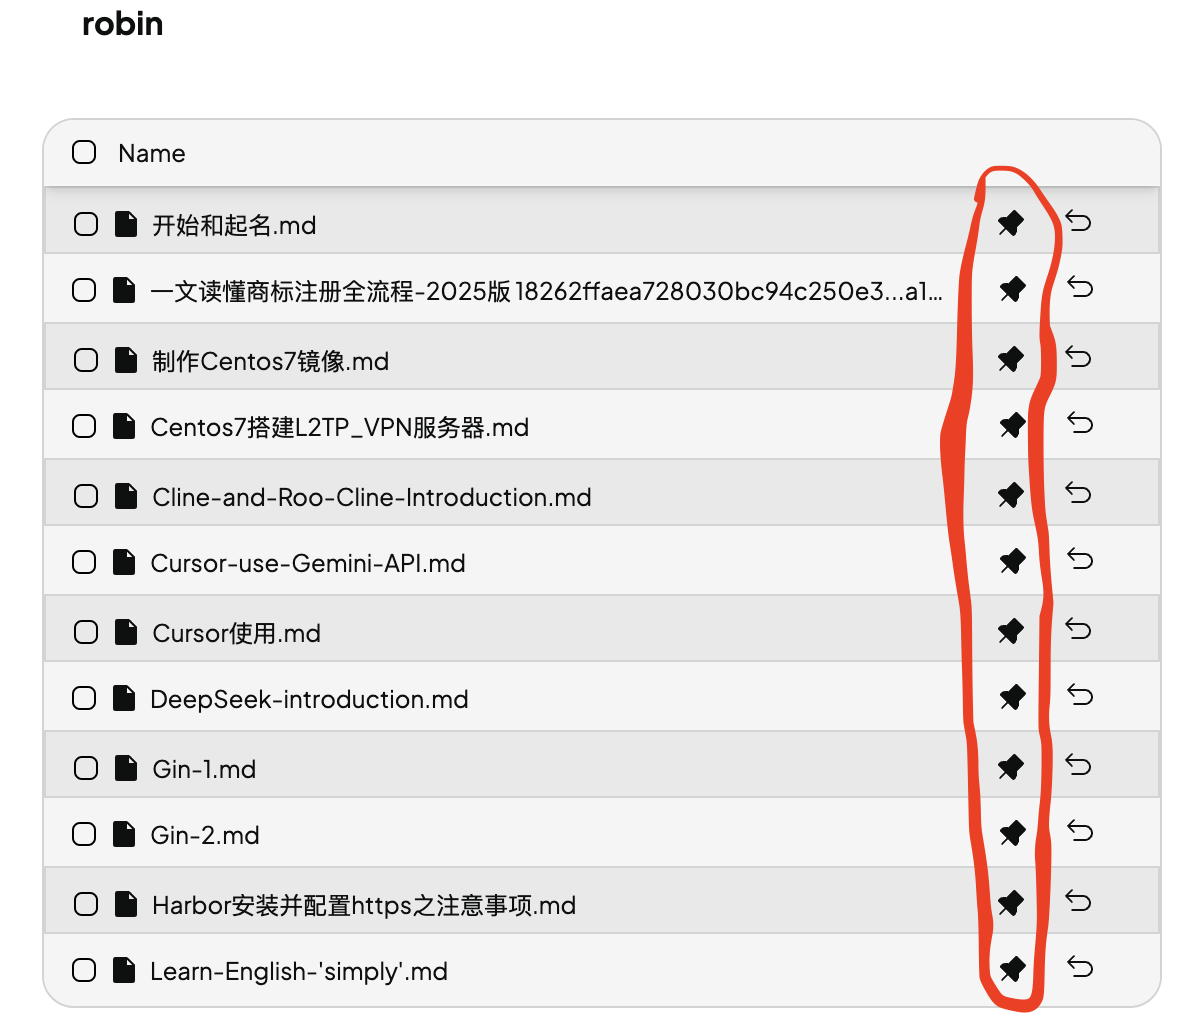 robin
Name
开始和起名.md
一文读懂商标注册全流程-2025版 18262ffaea728030bc94c250e3...a1...
制作Centos7镜像.md
Centos7搭建L2TP_VPN服务器.md
Cline-and-Roo-Cline-Introduction.md
Cursor-use-Gemini-API.md
Cursor使用.md
DeepSeek-introduction.md
Gin-1.md
Gin-2.md
Harbor安装并配置https之注意事项.md
Learn-English-'simply'.md